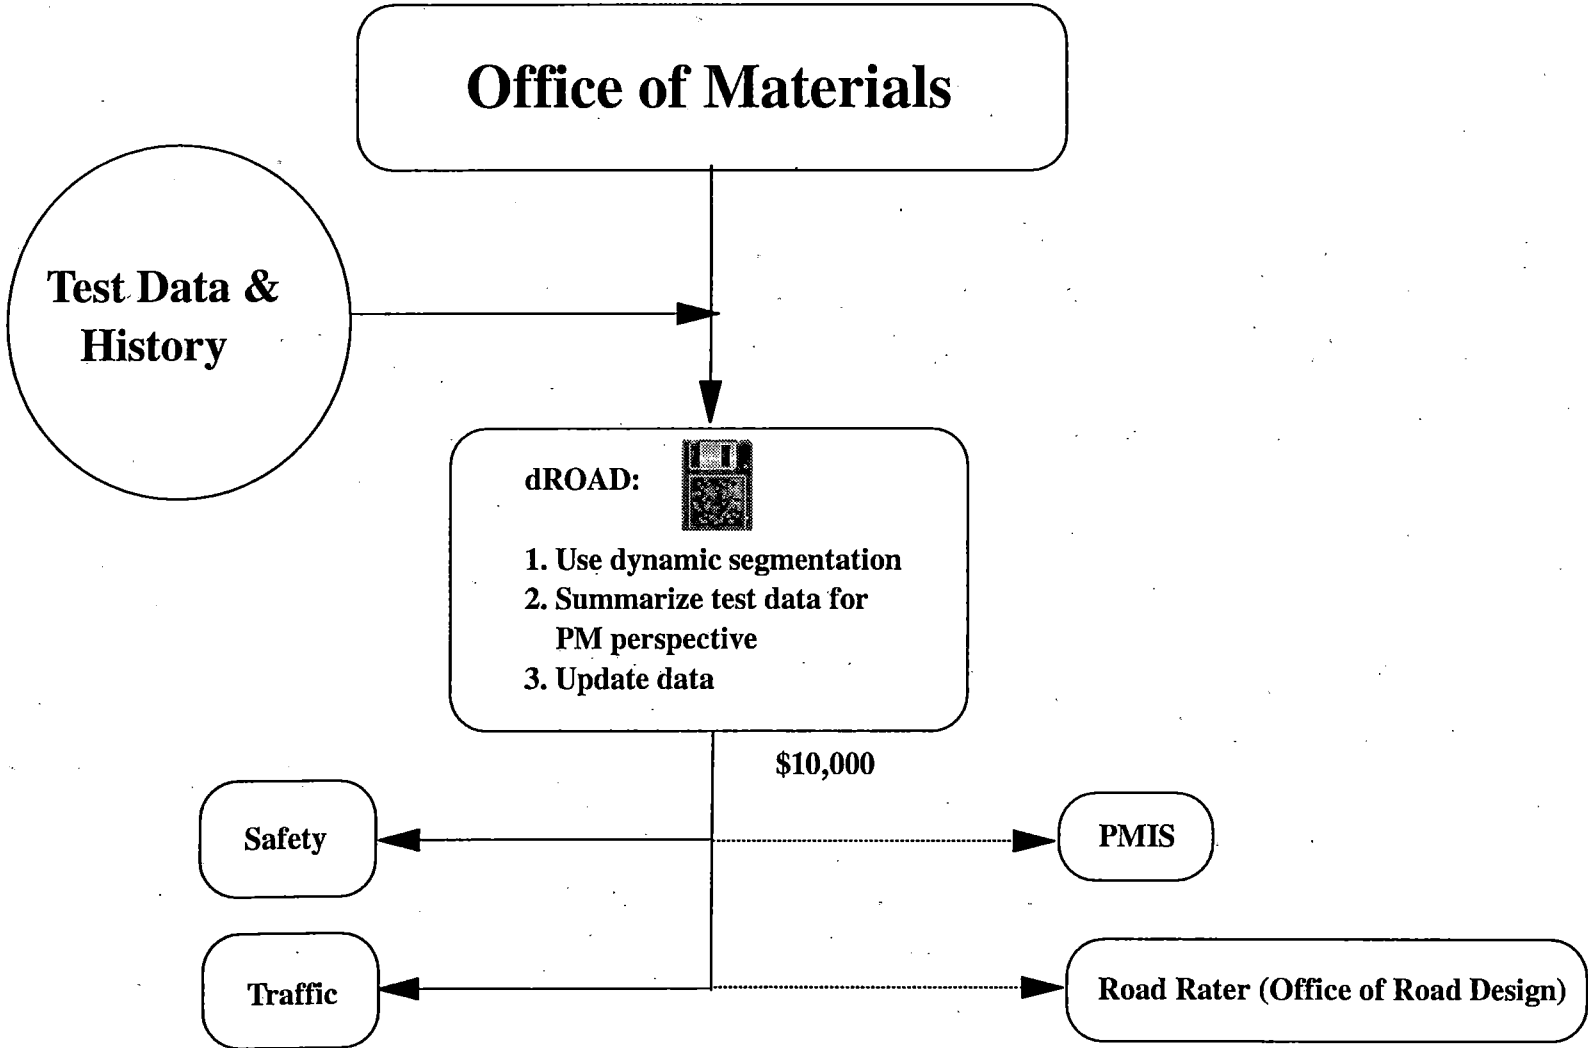 Office of Materials
Test Data &
History
dROAD:
1. Use dynamic segmentation
2. Summarize test data for
PM perspective
3. Update data
$10,000
Safety
PMIS
Traffic
Road Rater (Office of Road Design)